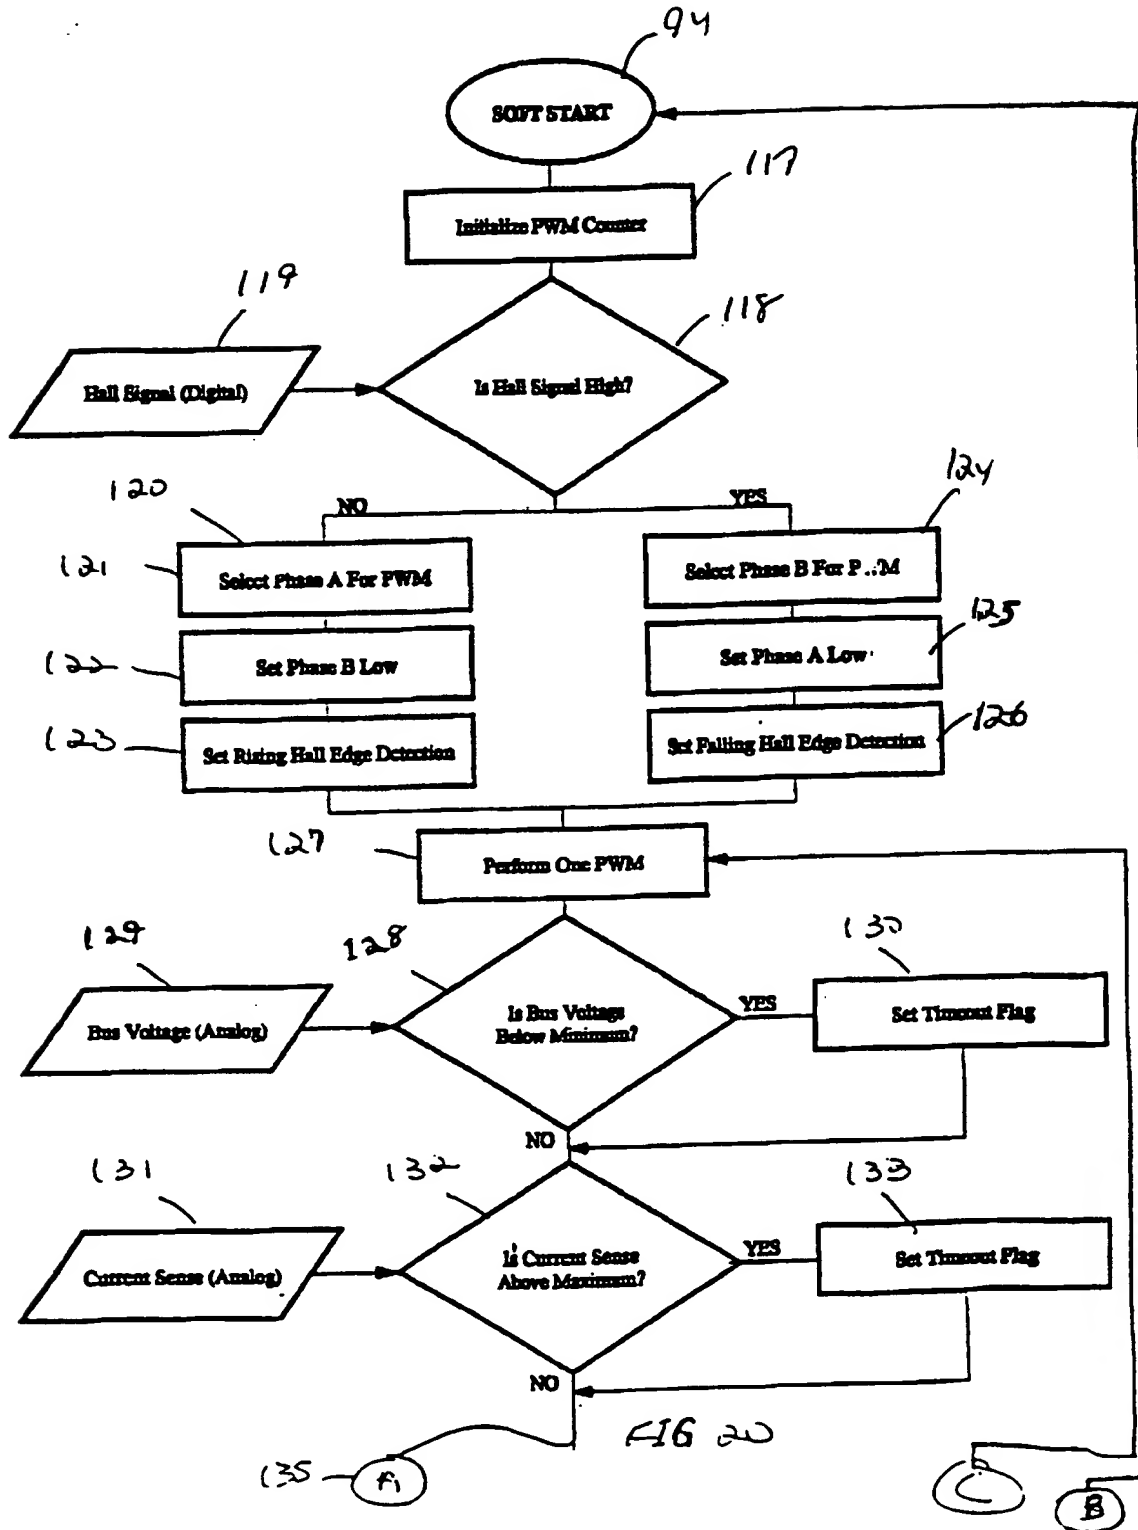 94
SOFT START
117
Initialize PWM Counter
119
118
Hall Signal (Digital)
Is Hall Signal High?
120
124
NO
YES
121
Select Phase A For PWM
Select Phase B For P
122
Set Phase B Low
125
Set Phase A Low
123
Set Rising Hall Edge Detection
126
Set Falling Hall Edge Detection
127
Perform One PWM
129
128
130
Bus Voltage (Analog)
Is Bus Voltage
Below Minimum?
YES
Set Timeout Flag
NO
131
132
133
Current Sense (Analog)
Is Current Sense
Above Maximum?
YES
Set Timeout Flag
NO
FIG 20
135
C
B